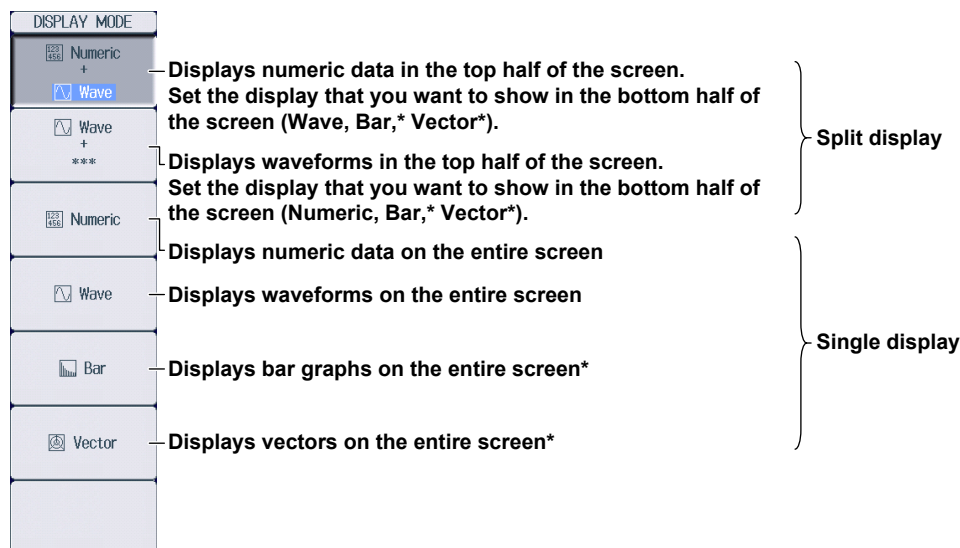 DISPLAY MODE
123
456 Numeric
+
Wave
Displays numeric data in the top half of the screen.
Set the display that you want to show in the bottom half of
the screen (Wave, Bar,* Vector*).
Wave
+
***
Displays waveforms in the top half of the screen.
Set the display that you want to show in the bottom half of
the screen (Numeric, Bar,* Vector*).
Split display
123
456 Numeric
Displays numeric data on the entire screen
Wave
Displays waveforms on the entire screen
Bar
Displays bar graphs on the entire screen*
Vector
Displays vectors on the entire screen*
Single display